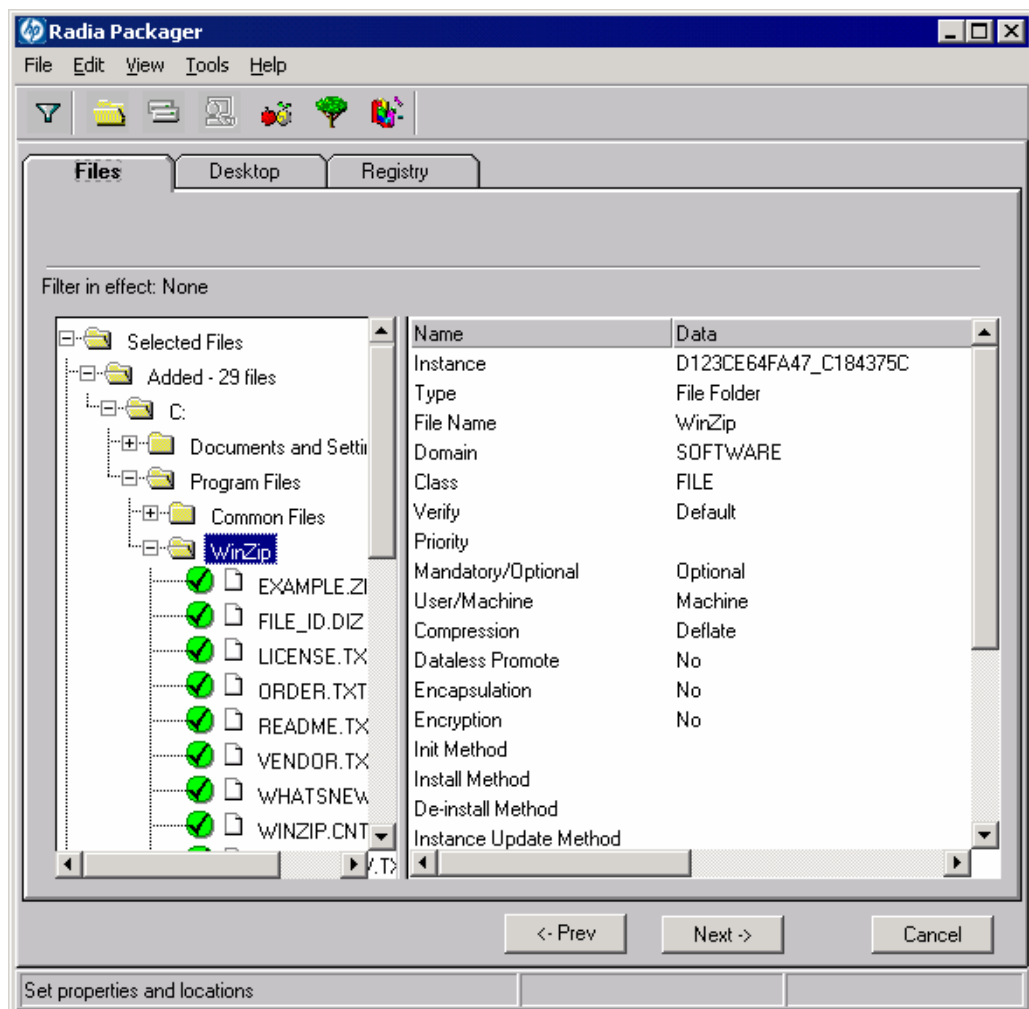 Radia Packager
File Edit View Tools Help
Files Desktop Registry
Filter in effect: None
Selected Files
Added - 29 files
C:
Documents and Settin
Program Files
Common Files
WinZip
EXAMPLE.ZI
FILE_ID.DIZ
LICENSE.TX
ORDER.TXT
README.TX
VENDOR.TX
WHATSNEW
WINZIP.CNT
Name Data
Instance D123CE64FA47_C184375C
Type File Folder
File Name WinZip
Domain SOFTWARE
Class FILE
Verify Default
Priority
Mandatory/Optional Optional
User/Machine Machine
Compression Deflate
Dataless Promote No
Encapsulation No
Encryption No
Init Method
Install Method
De-install Method
Instance Update Method
<- Prev Next -> Cancel
Set properties and locations